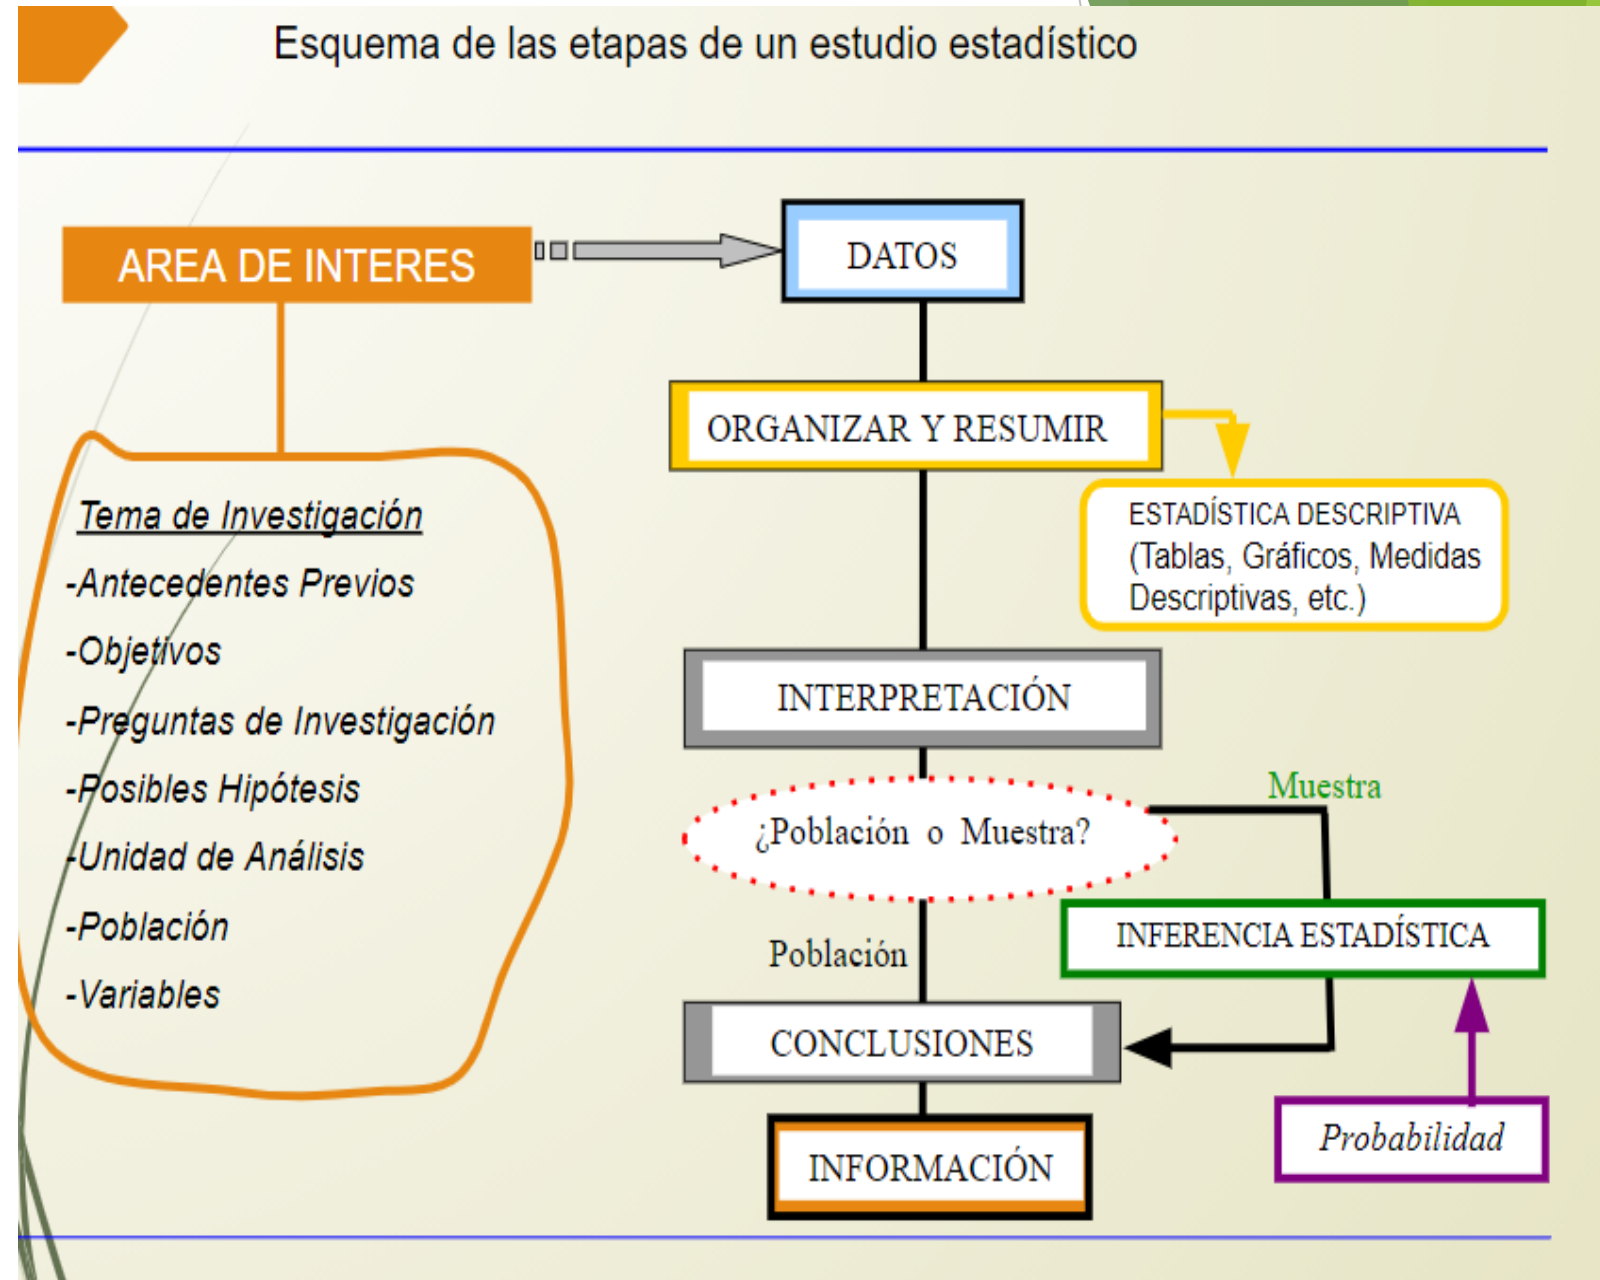 Esquema de las etapas de un estudio estadístico
AREA DE INTERES
Tema de Investigación
-Antecedentes Previos
-Objetivos
-Preguntas de Investigación
-Posibles Hipótesis
-Unidad de Análisis
-Población
-Variables
DATOS
ORGANIZAR Y RESUMIR
ESTADÍSTICA DESCRIPTIVA
(Tablas, Gráficos, Medidas
Descriptivas, etc.)
INTERPRETACIÓN
¿Población o Muestra?
Muestra
INFERENCIA ESTADÍSTICA
Población
CONCLUSIONES
Probabilidad
INFORMACIÓN